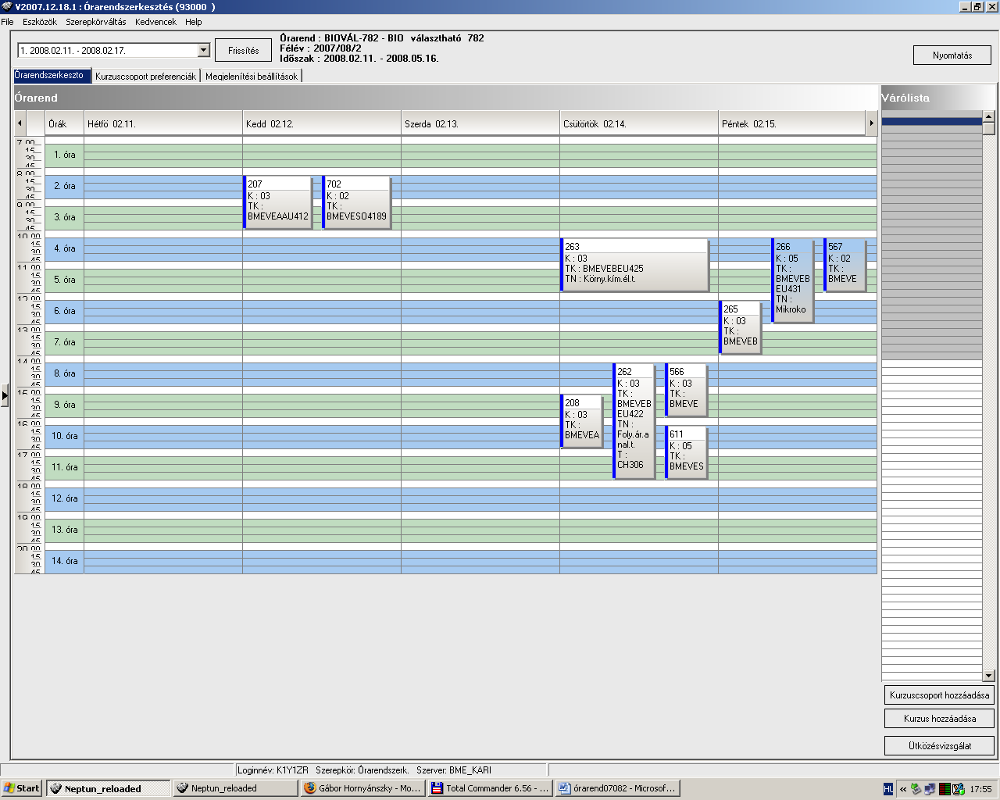 V2007.12.18.1 : Órarendszerkesztés (93000  )
File Eszközök Szerepkörváltás Kedvencek Help
1. 2008.02.11. - 2008.02.17.
Frissítés
Órarend : BIOVÁL-782 - BIO választható 782
Félév : 2007/08/2
Időszak : 2008.02.11. - 2008.05.16.
Nyomtatás
Órarendszerkeszto Kurzuscsoport preferenciák Megjelenítési beállítások
Órarend
Várólista
Órák Hétfő 02.11. Kedd 02.12. Szerda 02.13. Csütörtök 02.14. Péntek 02.15.
7 00
15
30
45
1. óra
8 00
15
30
45
2. óra
9 00
15
30
45
3. óra
10 00
15
30
45
4. óra
11 00
15
30
45
5. óra
12 00
15
30
45
6. óra
13 00
15
30
45
7. óra
14 00
15
30
45
8. óra
15 00
15
30
45
9. óra
16 00
15
30
45
10. óra
17 00
15
30
45
11. óra
18 00
15
30
45
12. óra
19 00
15
30
45
13. óra
20 00
15
30
45
14. óra
207
K : 03
TK :
BMEVEAAU412
702
K : 02
TK :
BMEVESO4189
263
K : 03
TK : BMEVEBEU425
TN : Körny.kím.él.t.
266
K : 05
TK :
BMEVEB
EU431
TN :
Mikroko
567
K : 02
TK :
BMEVE
265
K : 03
TK :
BMEVEB
208
K : 03
TK :
BMEVEA
262
K : 03
TK :
BMEVEB
EU422
TN :
Foly.ár.a
nal.t.
T :
CH306
566
K : 03
TK :
BMEVE
611
K : 05
TK :
BMEVES
Kurzuscsoport hozzáadása
Kurzus hozzáadása
Ütközésvizsgálat
Loginnév: K1Y1ZR Szerepkör: Órarendszerk. Szerver: BME_KARI
Start Neptun_reloaded Neptun_reloaded Gábor Hornyánszky - Mo... Total Commander 6.56 - ... órarend07082 - Microsof... HU « 17:55